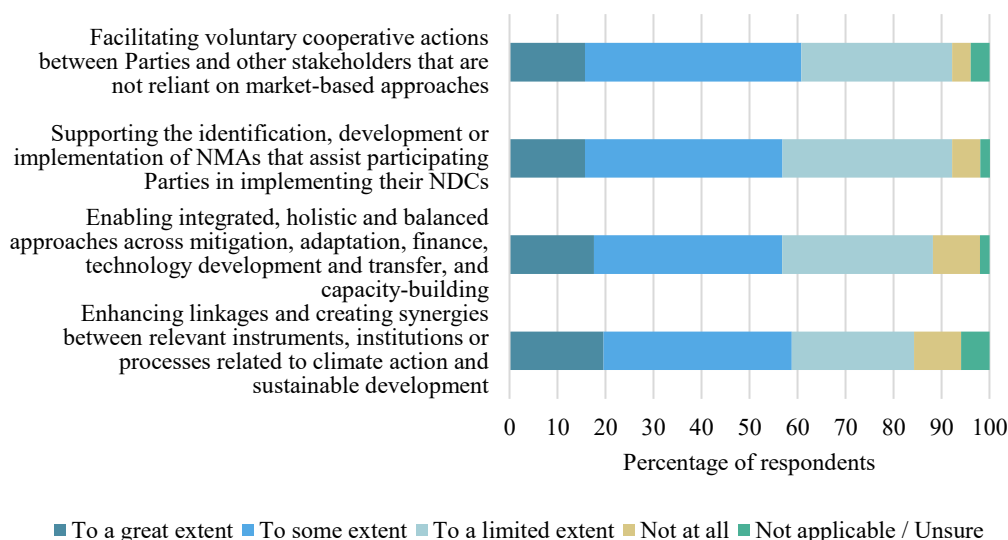 Facilitating voluntary cooperative actions
between Parties and other stakeholders that are
not reliant on market-based approaches
Supporting the identification, development or
implementation of NMAs that assist participating
Parties in implementing their NDCs
Enabling integrated, holistic and balanced
approaches across mitigation, adaptation, finance,
technology development and transfer, and
capacity-building
Enhancing linkages and creating synergies
between relevant instruments, institutions or
processes related to climate action and
sustainable development
0 10 20 30 40 50 60 70 80 90 100
Percentage of respondents
To a great extent To some extent To a limited extent Not at all Not applicable / Unsure